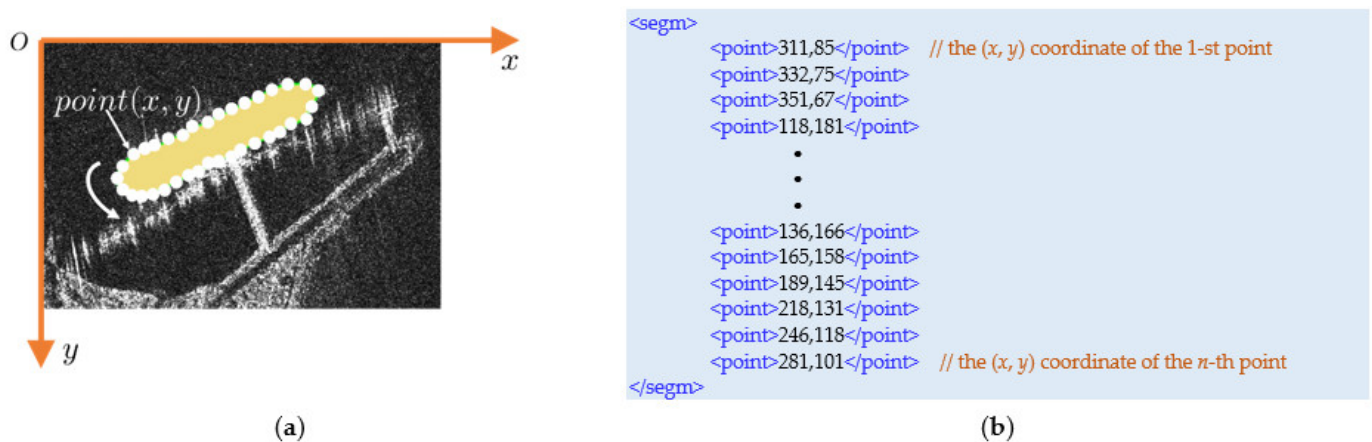 O
x
point(x, y)
y
(a)
<segm>
<point>311,85</point> // the (x, y) coordinate of the 1-st point
<point>332,75</point>
<point>351,67</point>
<point>118,181</point>
<point>136,166</point>
<point>165,158</point>
<point>189,145</point>
<point>218,131</point>
<point>246,118</point>
<point>281,101</point> // the (x, y) coordinate of the n-th point
</segm>
(b)